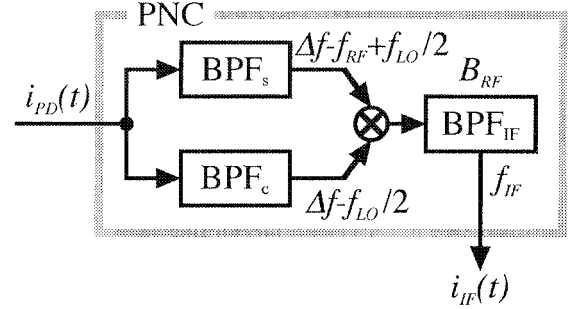 PNC
Δf-f_RF+f_LO/2
BPF_s
B_RF
i_PD(t)
BPF_IF
BPF_c
Δf-f_LO/2
f_IF
i_IF(t)